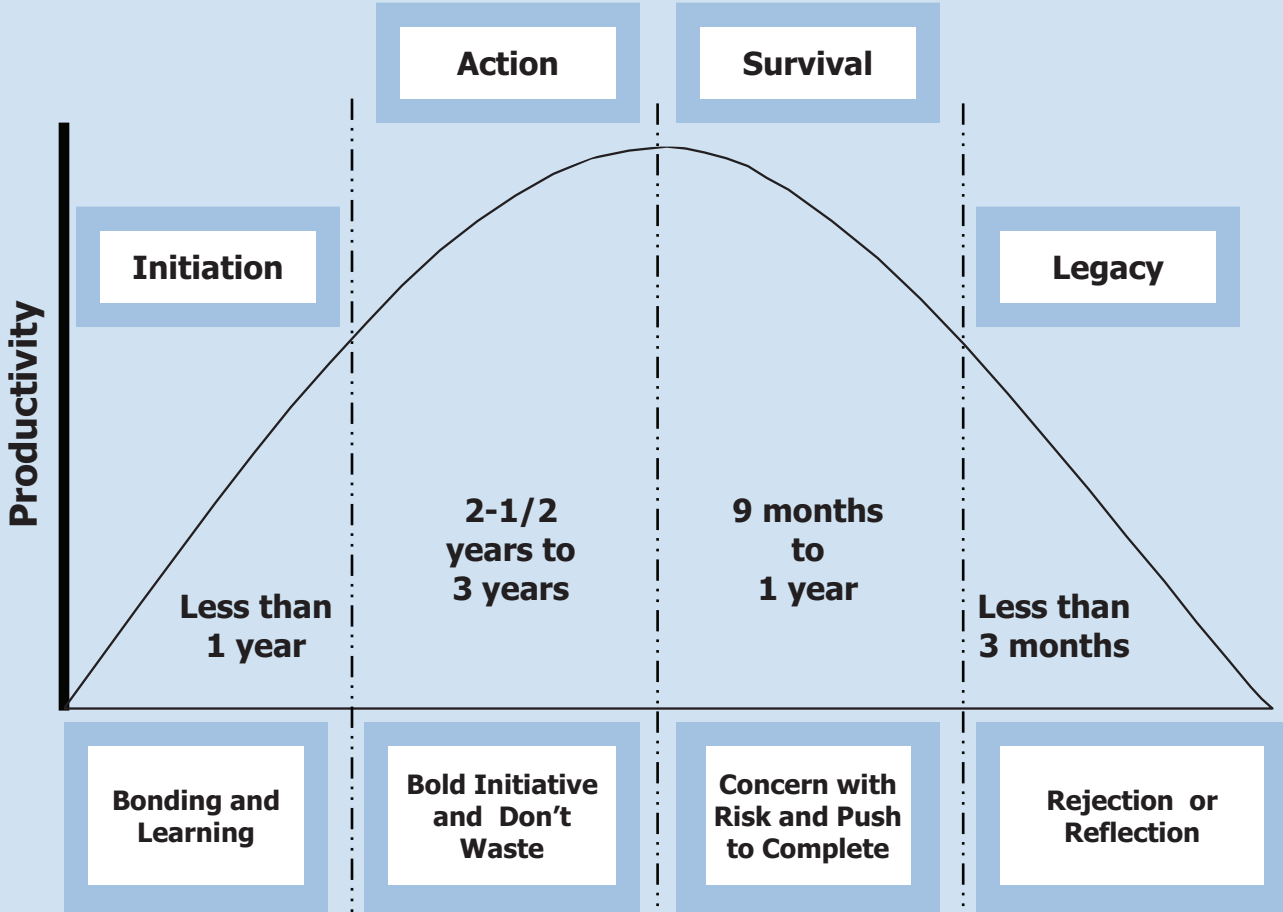 Action
Survival
Initiation
Legacy
Productivity
2-1/2
years to
3 years
9 months
to
1 year
Less than
1 year
Less than
3 months
Bonding and
Learning
Bold Initiative
and Don’t
Waste
Concern with
Risk and Push
to Complete
Rejection or
Reflection